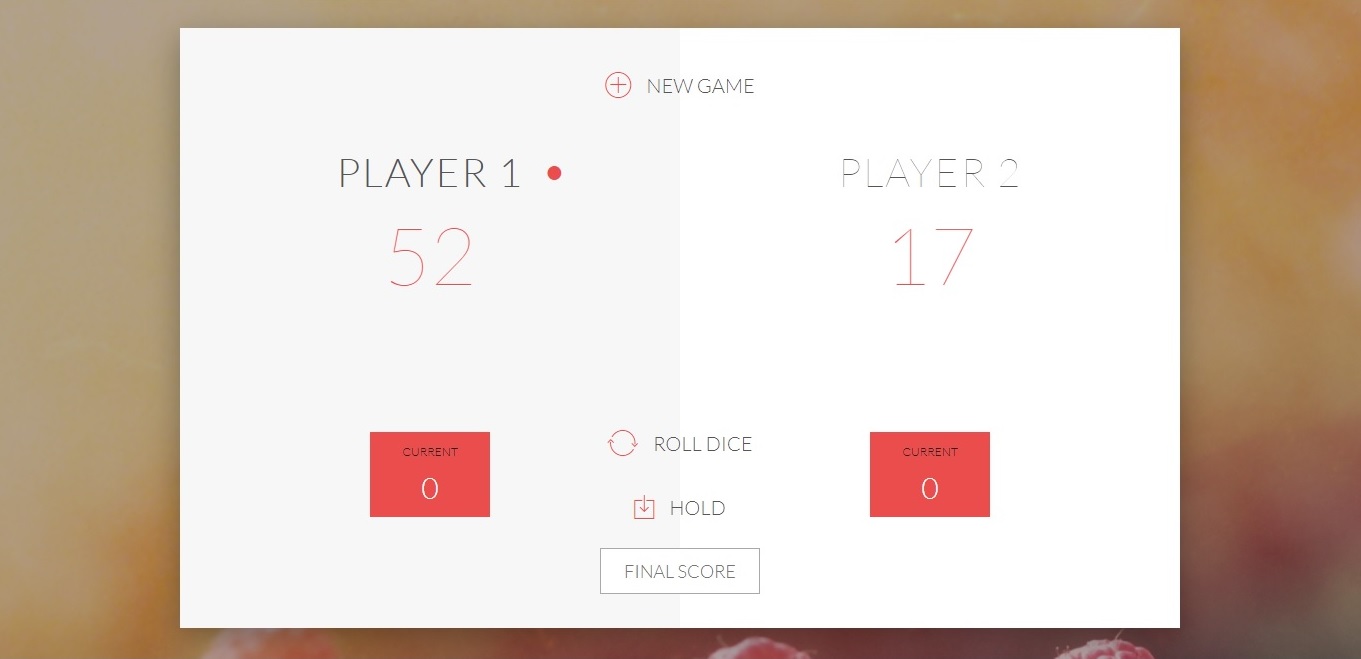 NEW GAME
PLAYER 1
PLAYER 2
52
17
CURRENT
0
ROLL DICE
HOLD
FINAL SCORE
CURRENT
0